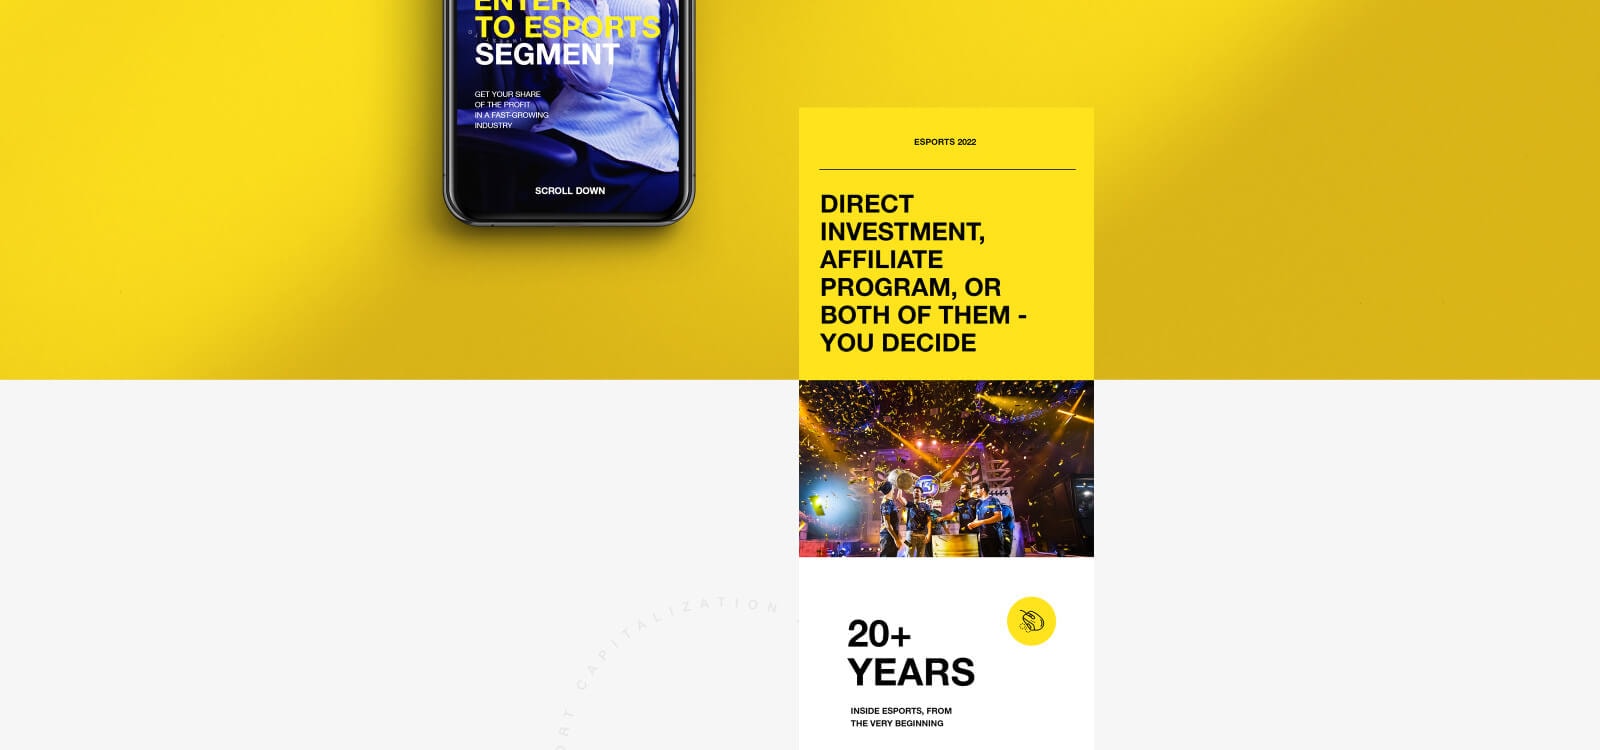 ENTER
TO ESPORTS
SEGMENT
GET YOUR SHARE
OF THE PROFIT
IN A FAST-GROWING
INDUSTRY
SCROLL DOWN
ESPORTS 2022
DIRECT
INVESTMENT,
AFFILIATE
PROGRAM, OR
BOTH OF THEM -
YOU DECIDE
20+
YEARS
INSIDE ESPORTS, FROM
THE VERY BEGINNING
CAPITALIZATION